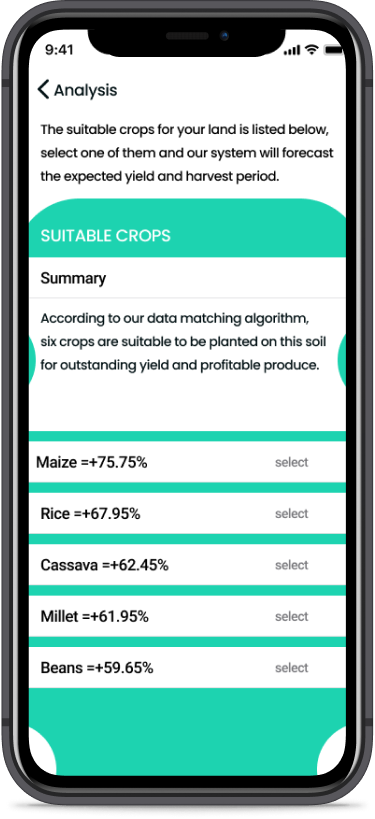 9:41
Analysis
The suitable crops for your land is listed below,
select one of them and our system will forecast
the expected yield and harvest period.
SUITABLE CROPS
Summary
According to our data matching algorithm,
six crops are suitable to be planted on this soil
for outstanding yield and profitable produce.
Maize =+75.75% select
Rice =+67.95% select
Cassava =+62.45% select
Millet =+61.95% select
Beans =+59.65% select